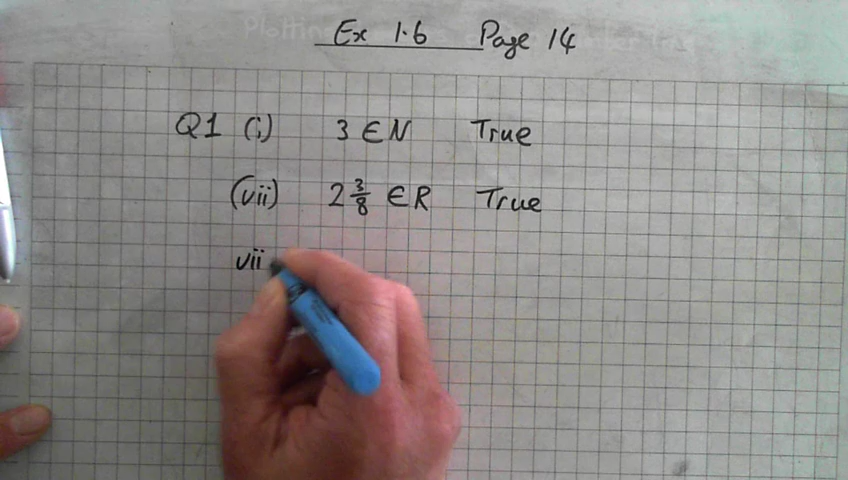 Ex 1.6 Page 14
Q1 (i) 3 ∈ N True
(vii) 2 3/8 ∈ R True
vii